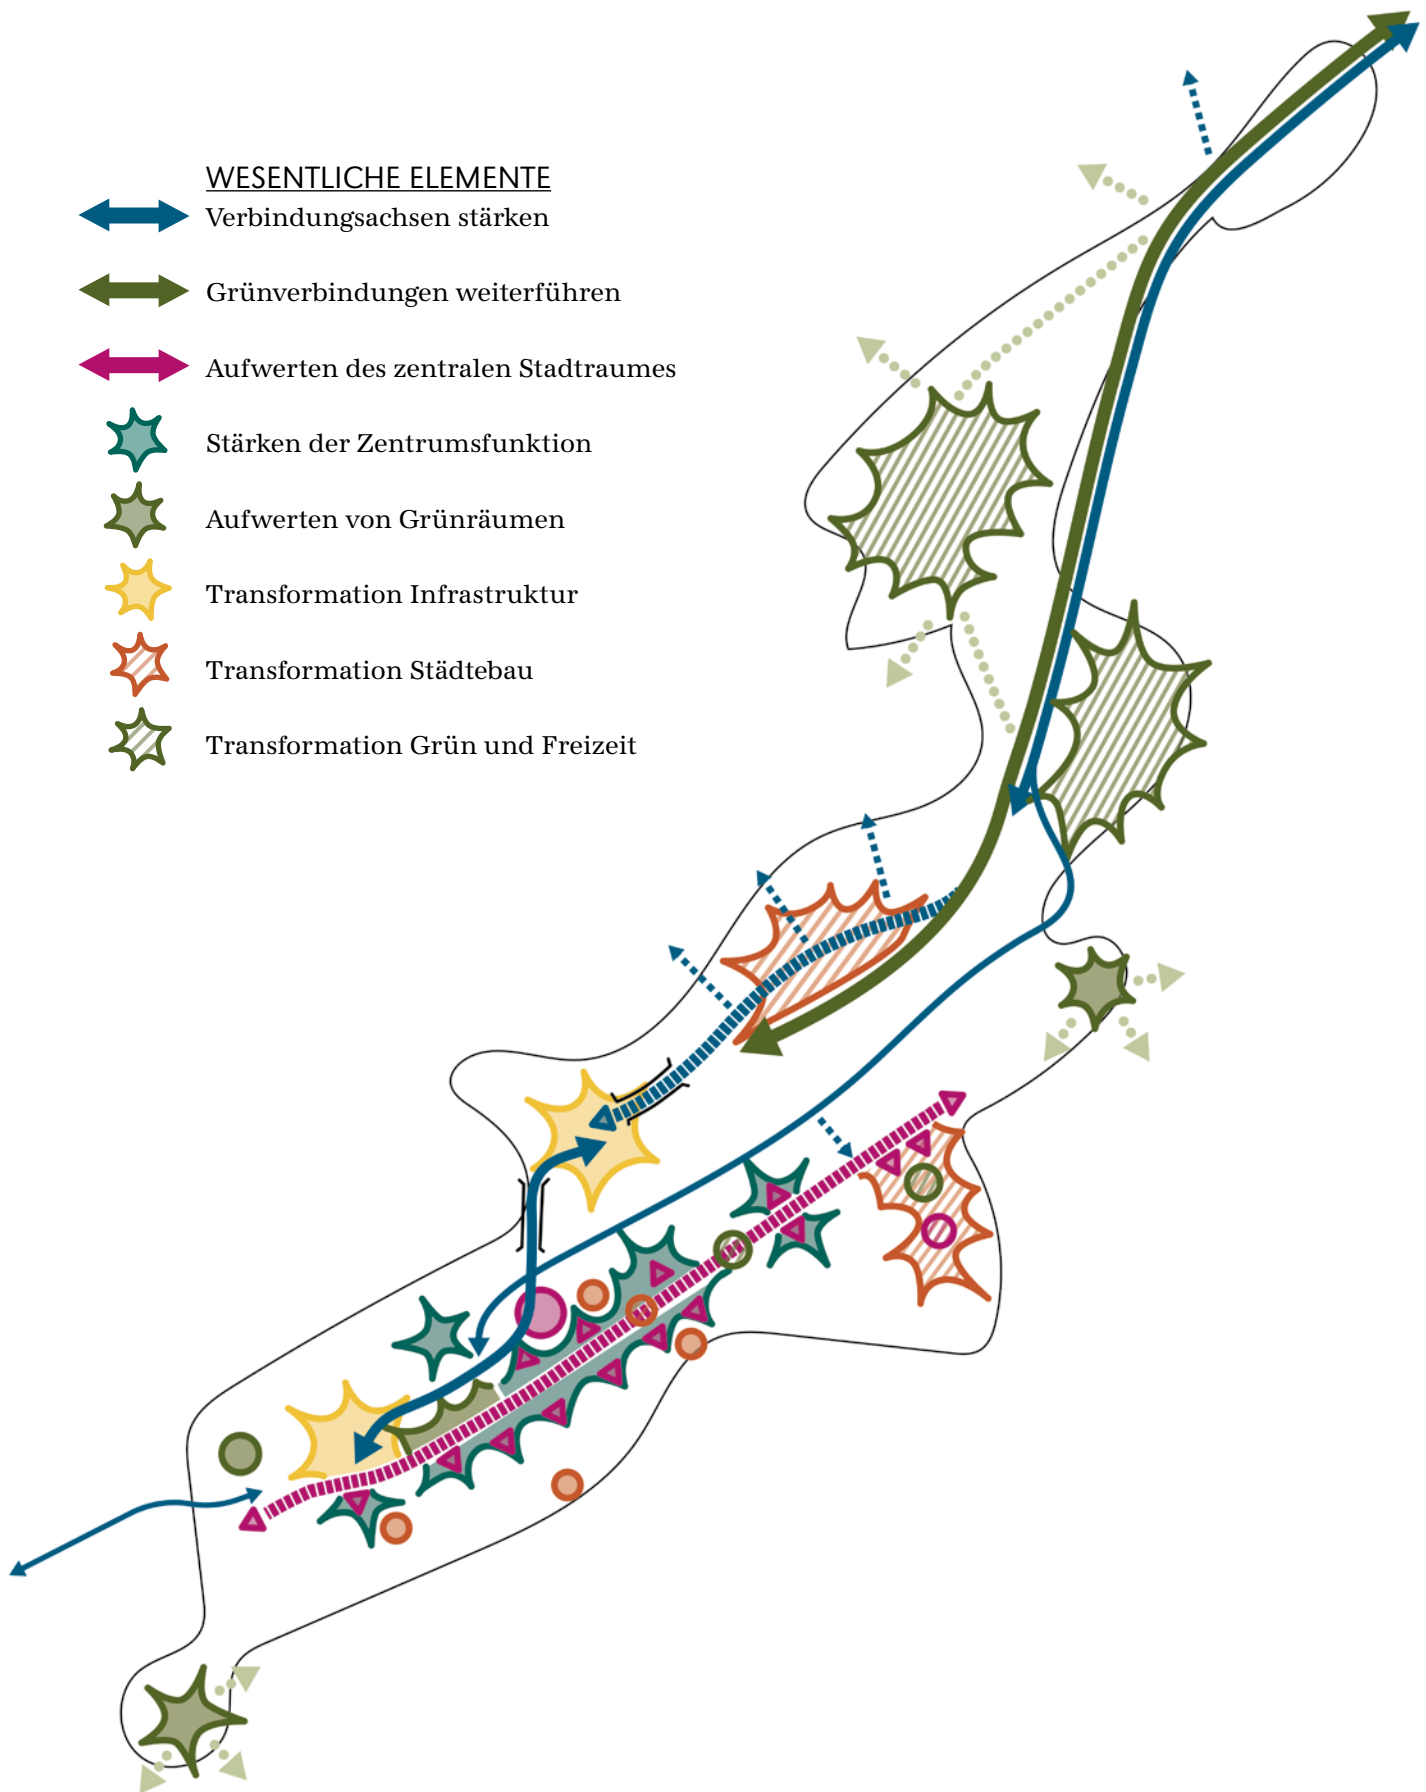 WESENTLICHE ELEMENTE
Verbindungsachsen stärken
Grünverbindungen weiterführen
Aufwerten des zentralen Stadtraumes
Stärken der Zentrumsfunktion
Aufwerten von Grünräumen
Transformation Infrastruktur
Transformation Städtebau
Transformation Grün und Freizeit